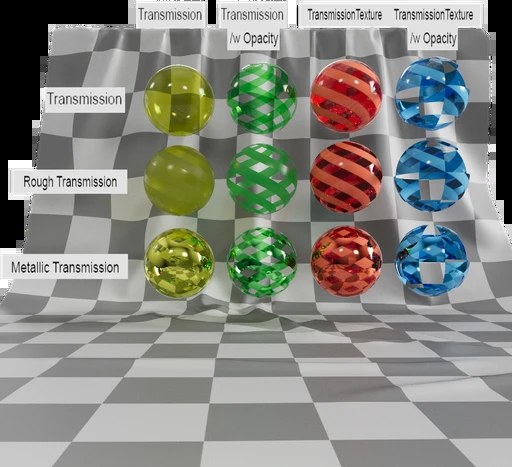 Transmission
Transmission
/w Opacity
TransmissionTexture
TransmissionTexture
/w Opacity
Transmission
Rough Transmission
Metallic Transmission